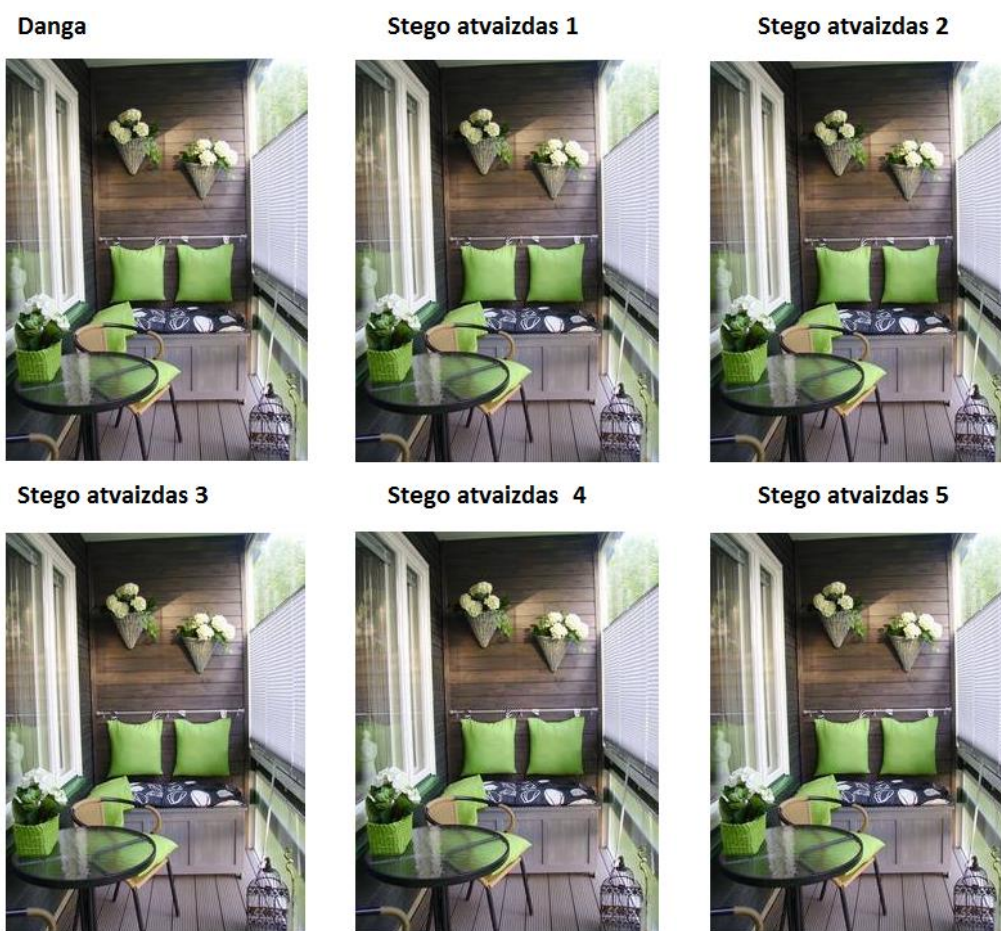 Danga
Stego atvaizdas 1
Stego atvaizdas 2
Stego atvaizdas 3
Stego atvaizdas  4
Stego atvaizdas 5